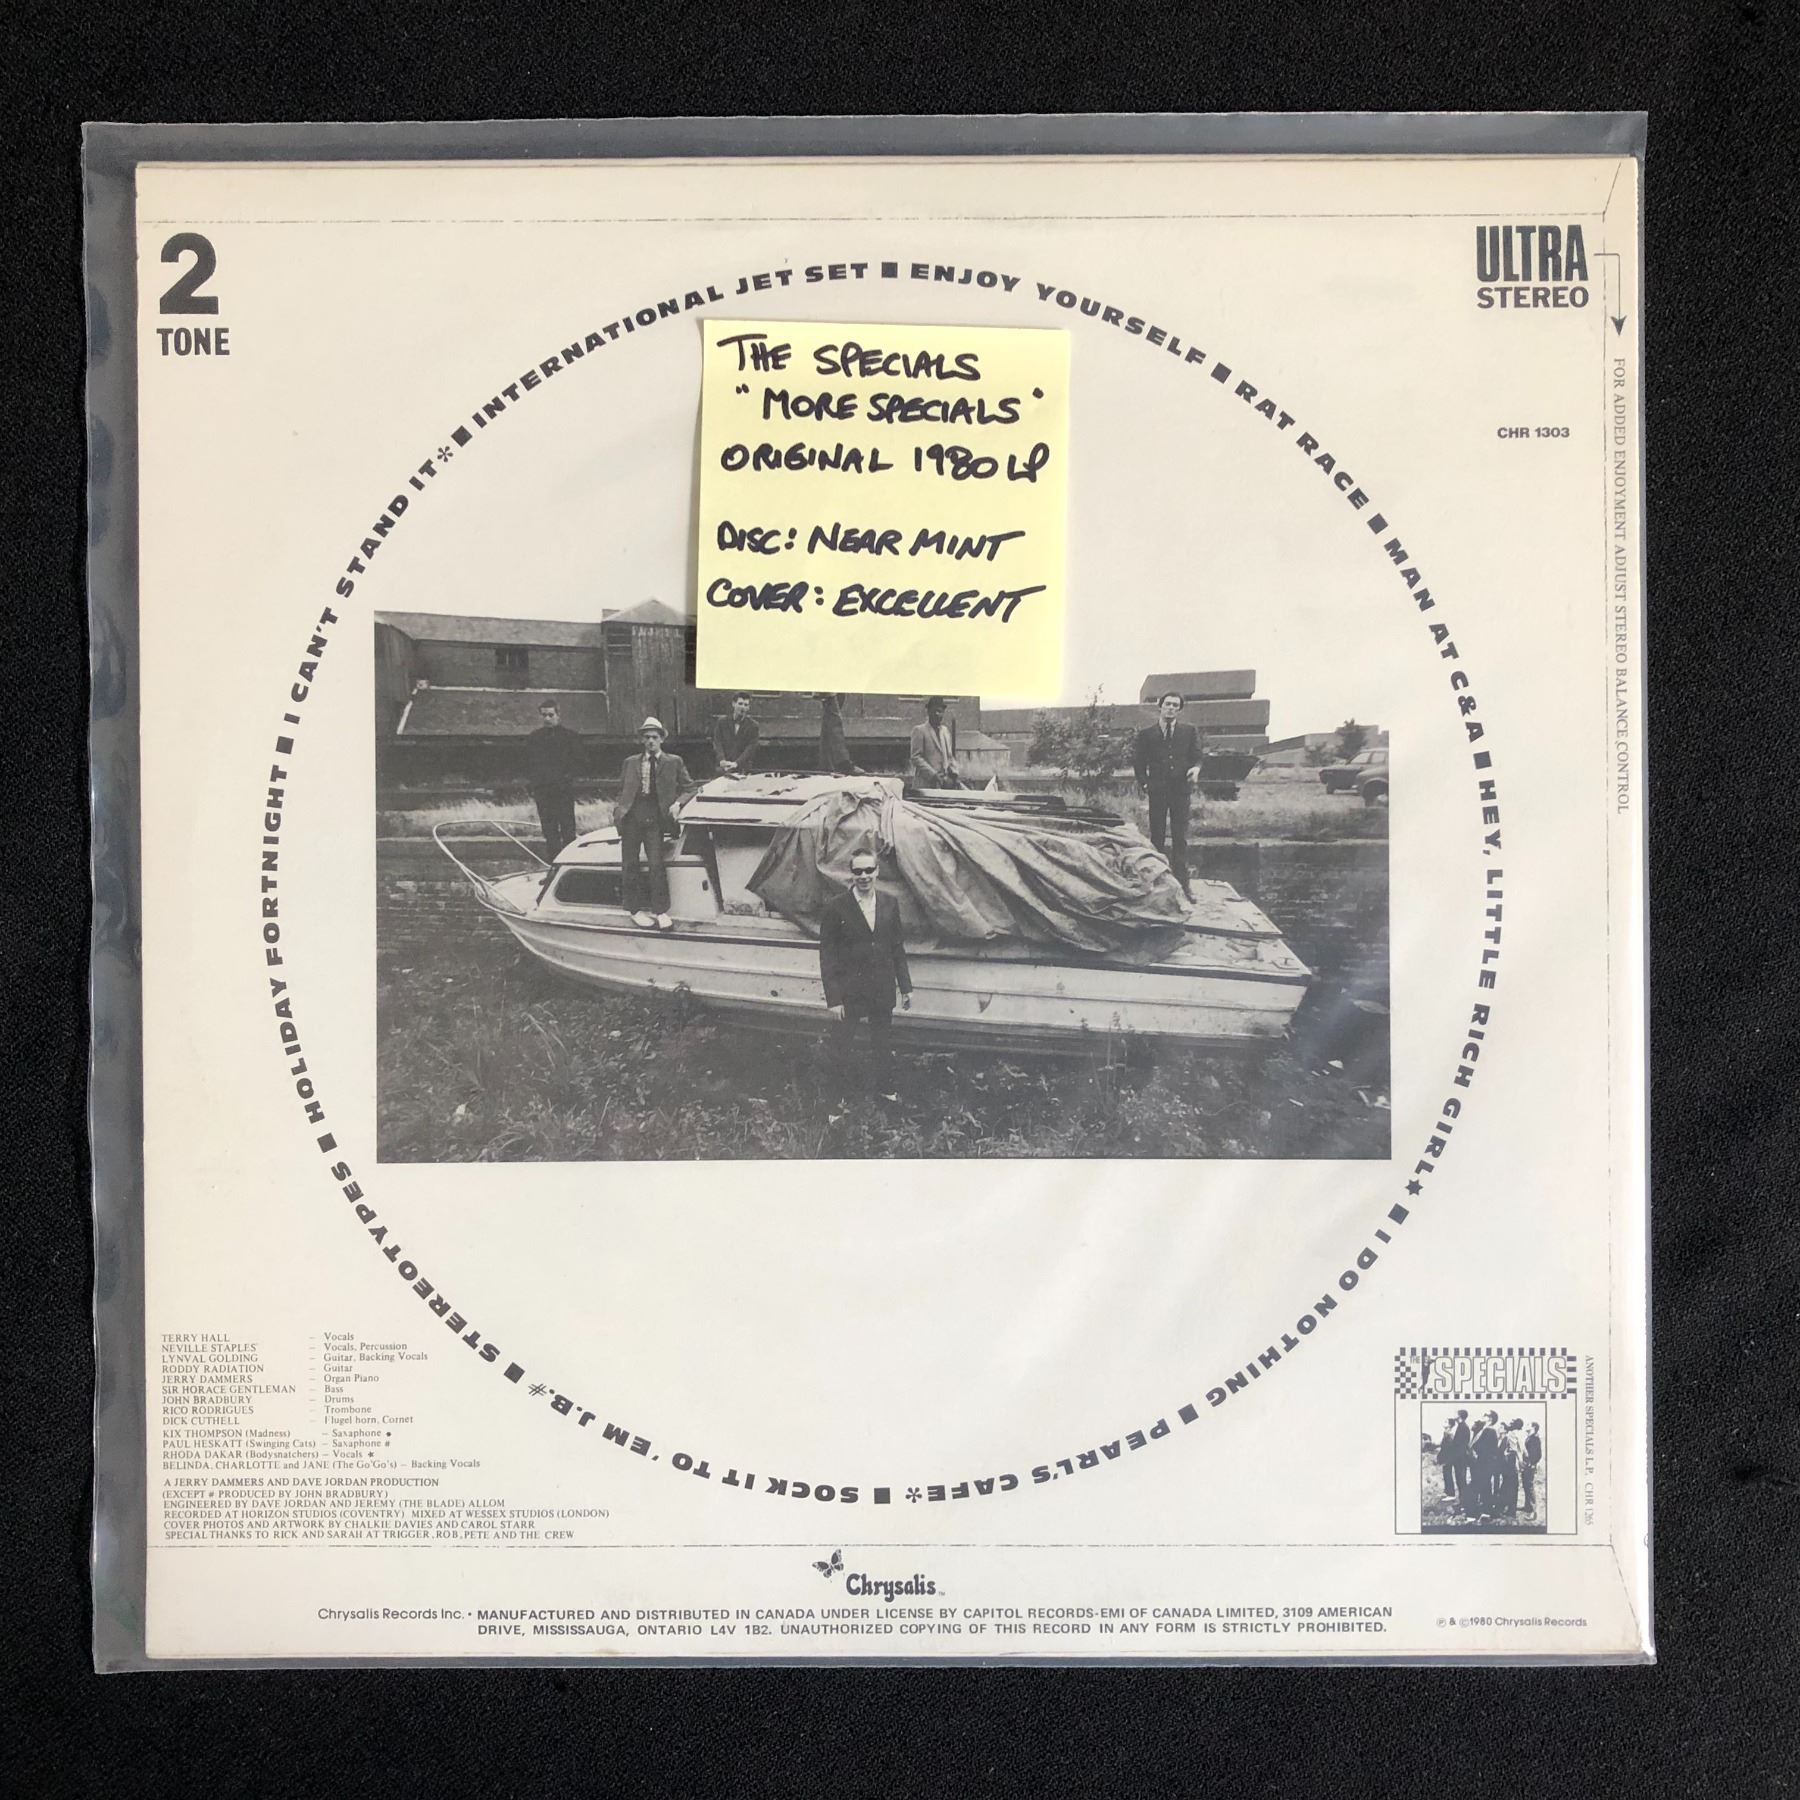 2
TONE
ULTRA
STEREO
FOR ADDED ENJOYMENT ADJUST STEREO BALANCE CONTROL
CHR 1303
THE SPECIALS
"MORE SPECIALS"
ORIGINAL 1980 LP
DISC: NEAR MINT
COVER: EXCELLENT
■ ENJOY YOURSELF ■ RAT RACE ■ MAN AT C&A ■ HEY, LITTLE RICH GIRL★ ■ I DO NOTHING ■ PEARL'S CAFE* ■ SOCK IT TO 'EM J.B.# ■ STEREOTYPES ■ HOLIDAY FORTNIGHT ■ I CAN'T STAND IT* ■ INTERNATIONAL JET SET
TERRY HALL – Vocals
NEVILLE STAPLES – Vocals, Percussion
LYNVAL GOLDING – Guitar, Backing Vocals
RODDY RADIATION – Guitar
JERRY DAMMERS – Organ Piano
SIR HORACE GENTLEMAN – Bass
JOHN BRADBURY – Drums
RICO RODRIGUES – Trombone
DICK CUTHELL – Flugel horn, Cornet
KIX THOMPSON (Madness) – Saxaphone ●
PAUL HESKATT (Swinging Cats) – Saxaphone #
RHODA DAKAR (Bodysnatchers) – Vocals ★
BELINDA, CHARLOTTE and JANE (The Go'Go's) – Backing Vocals
A JERRY DAMMERS AND DAVE JORDAN PRODUCTION
(EXCEPT # PRODUCED BY JOHN BRADBURY)
ENGINEERED BY DAVE JORDAN AND JEREMY (THE BLADE) ALLOM
RECORDED AT HORIZON STUDIOS (COVENTRY) MIXED AT WESSEX STUDIOS (LONDON)
COVER PHOTOS AND ARTWORK BY CHALKIE DAVIES AND CAROL STARR
SPECIAL THANKS TO RICK AND SARAH AT TRIGGER, ROB, PETE AND THE CREW
THE SPECIALS
ANOTHER SPECIALS L.P. CHR 1265
Chrysalis™
Chrysalis Records Inc. • MANUFACTURED AND DISTRIBUTED IN CANADA UNDER LICENSE BY CAPITOL RECORDS-EMI OF CANADA LIMITED, 3109 AMERICAN
DRIVE, MISSISSAUGA, ONTARIO L4V 1B2. UNAUTHORIZED COPYING OF THIS RECORD IN ANY FORM IS STRICTLY PROHIBITED.
℗ & ©1980 Chrysalis Records